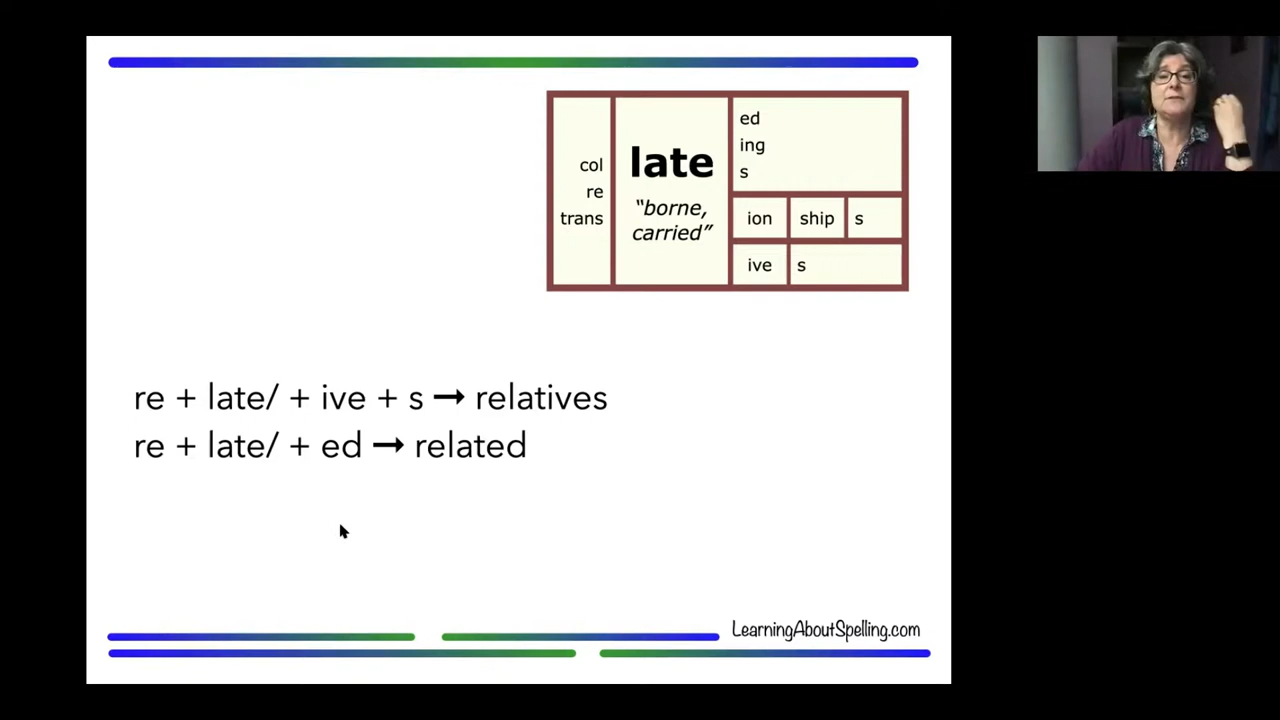 col
re
trans
late
“borne,
carried”
ed
ing
s
ion ship s
ive s
re + late/ + ive + s ➞ relatives
re + late/ + ed ➞ related
LearningAboutSpelling.com